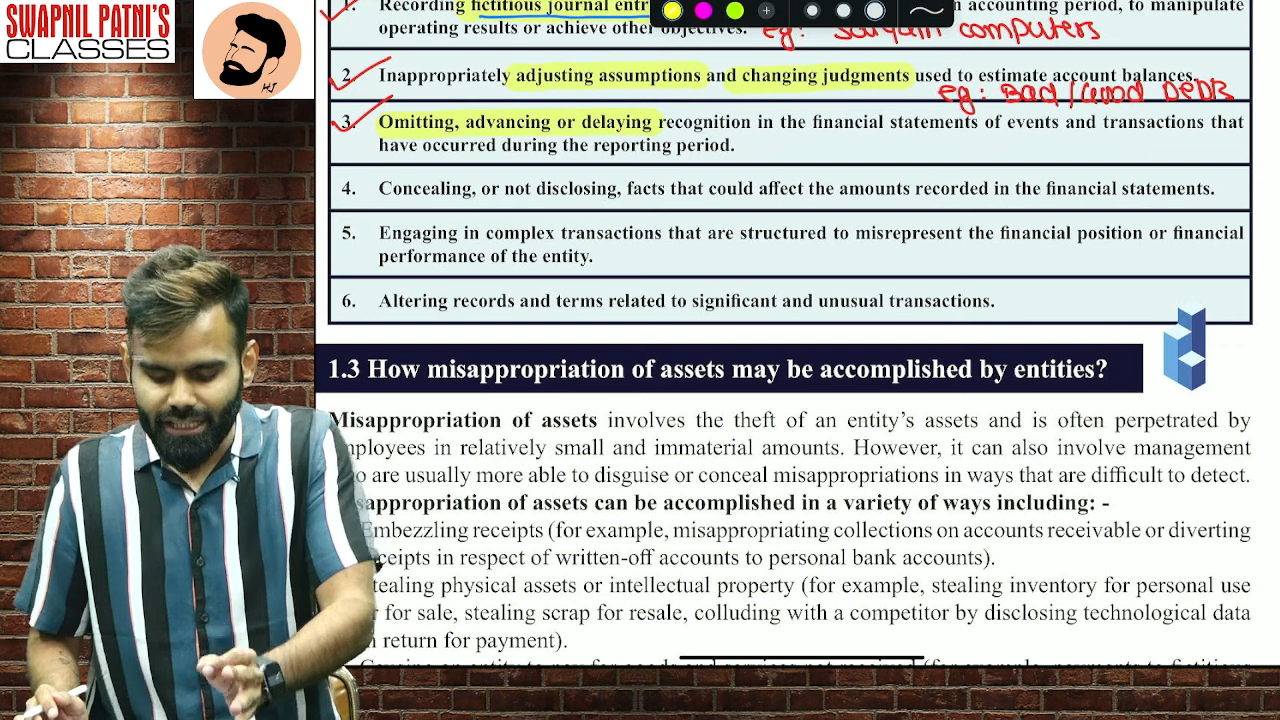 SWAPNIL PATNI'S
CLASSES
HJ
1. Recording fictitious journal entr
n accounting period, to manipulate
operating results or achieve other objectives. eg: Satyam computers
2. Inappropriately adjusting assumptions and changing judgments used to estimate account balances.
eg: Bad/Good Debts
3. Omitting, advancing or delaying recognition in the financial statements of events and transactions that
have occurred during the reporting period.
4. Concealing, or not disclosing, facts that could affect the amounts recorded in the financial statements.
5. Engaging in complex transactions that are structured to misrepresent the financial position or financial
performance of the entity.
6. Altering records and terms related to significant and unusual transactions.
1.3 How misappropriation of assets may be accomplished by entities?
Misappropriation of assets involves the theft of an entity's assets and is often perpetrated by
mployees in relatively small and immaterial amounts. However, it can also involve management
o are usually more able to disguise or conceal misappropriations in ways that are difficult to detect.
sappropriation of assets can be accomplished in a variety of ways including: -
Embezzling receipts (for example, misappropriating collections on accounts receivable or diverting
ceipts in respect of written-off accounts to personal bank accounts).
tealing physical assets or intellectual property (for example, stealing inventory for personal use
for sale, stealing scrap for resale, colluding with a competitor by disclosing technological data
return for payment).